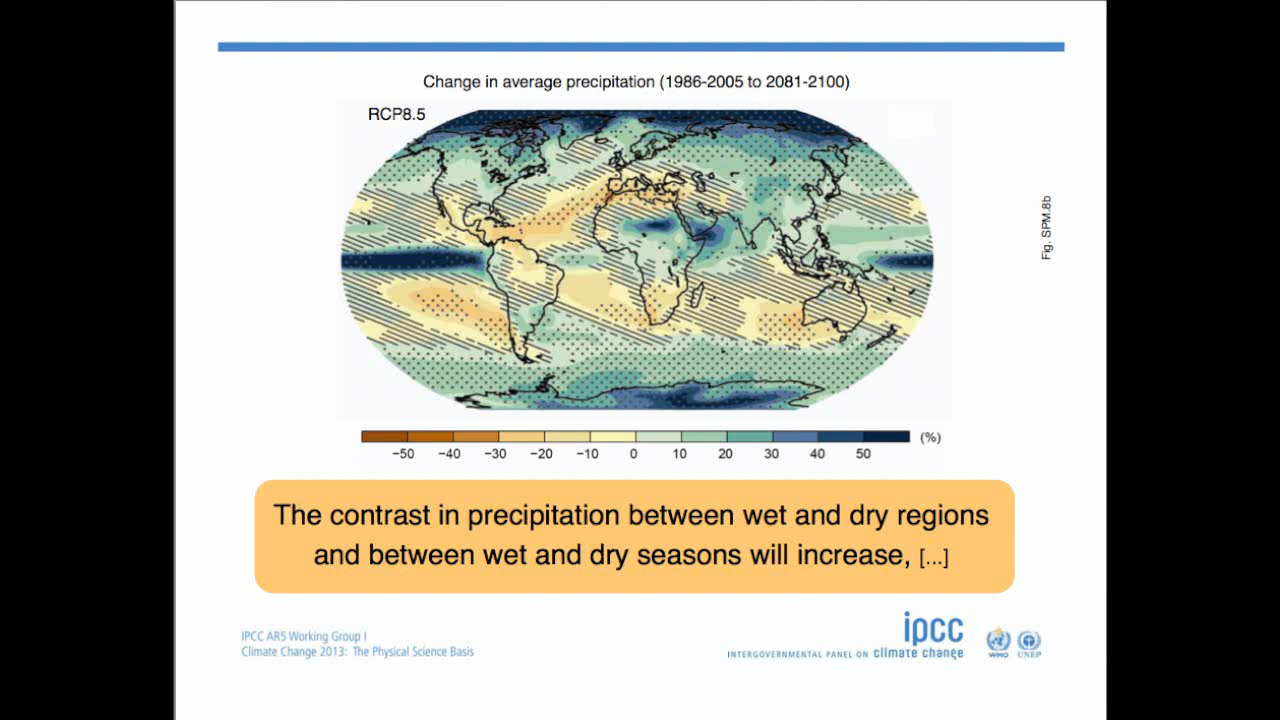 Change in average precipitation (1986-2005 to 2081-2100)
RCP8.5
Fig. SPM.8b
(%)
−50 −40 −30 −20 −10 0 10 20 30 40 50
The contrast in precipitation between wet and dry regions
and between wet and dry seasons will increase, [...]
IPCC AR5 Working Group I
Climate Change 2013: The Physical Science Basis
ipcc
INTERGOVERNMENTAL PANEL ON climate change
WMO
UNEP